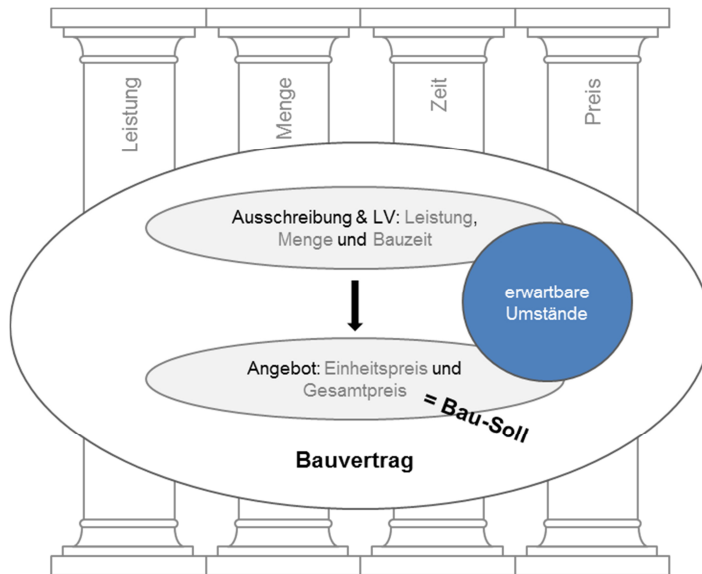 Leistung
Menge
Zeit
Preis
Ausschreibung & LV: Leistung,
Menge und Bauzeit
erwartbare
Umstände
Angebot: Einheitspreis und
Gesamtpreis
= Bau-Soll
Bauvertrag